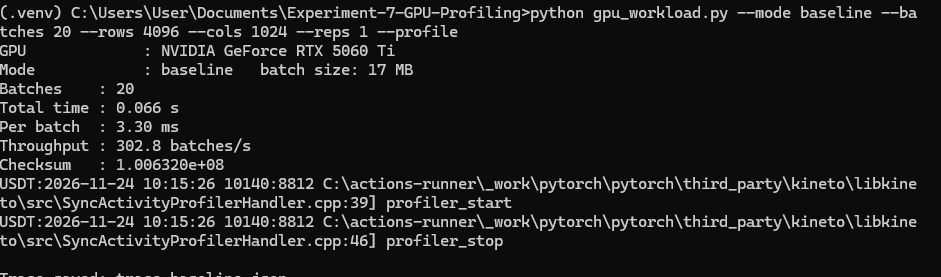 (.venv) C:\Users\User\Documents\Experiment-7-GPU-Profiling>python gpu_workload.py --mode baseline --ba
tches 20 --rows 4096 --cols 1024 --reps 1 --profile
GPU            : NVIDIA GeForce RTX 5060 Ti
Mode           : baseline   batch size: 17 MB
Batches    : 20
Total time : 0.066 s
Per batch  : 3.30 ms
Throughput : 302.8 batches/s
Checksum   : 1.006320e+08
USDT:2026-11-24 10:15:26 10140:8812 C:\actions-runner\_work\pytorch\pytorch\third_party\kineto\libkine
to\src\SyncActivityProfilerHandler.cpp:39] profiler_start
USDT:2026-11-24 10:15:26 10140:8812 C:\actions-runner\_work\pytorch\pytorch\third_party\kineto\libkine
to\src\SyncActivityProfilerHandler.cpp:46] profiler_stop
Trace saved: trace_baseline.json